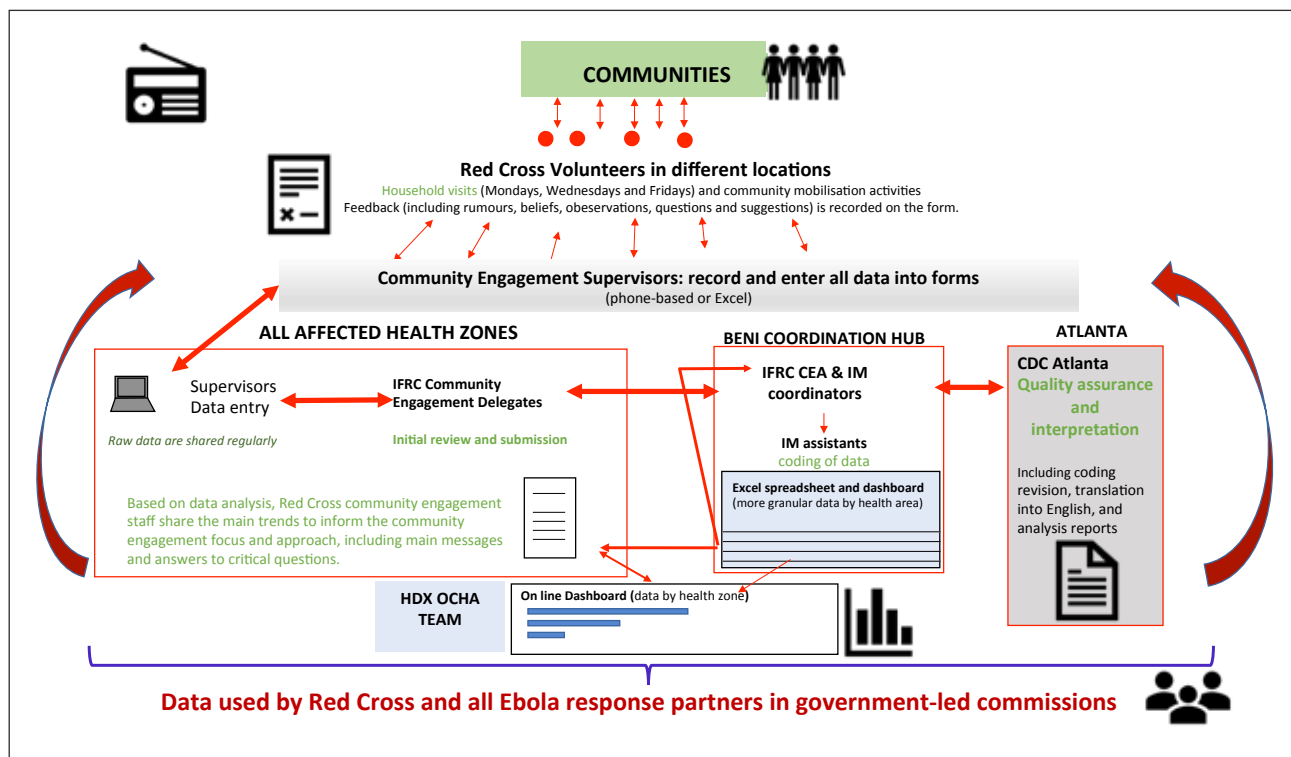 COMMUNITIES
Red Cross Volunteers in different locations
Household visits (Mondays, Wednesdays and Fridays) and community mobilisation activities
Feedback (including rumours, beliefs, obeservations, questions and suggestions) is recorded on the form.
Community Engagement Supervisors: record and enter all data into forms
(phone-based or Excel)
ALL AFFECTED HEALTH ZONES
Supervisors
Data entry
Raw data are shared regularly
IFRC Community
Engagement Delegates
Initial review and submission
Based on data analysis, Red Cross community engagement
staff share the main trends to inform the community
engagement focus and approach, including main messages
and answers to critical questions.
BENI COORDINATION HUB
IFRC CEA & IM
coordinators
IM assistants
coding of data
Excel spreadsheet and dashboard
(more granular data by health area)
ATLANTA
CDC Atlanta
Quality assurance
and
interpretation
Including coding
revision, translation
into English, and
analysis reports
HDX OCHA
TEAM
On line Dashboard (data by health zone)
Data used by Red Cross and all Ebola response partners in government-led commissions